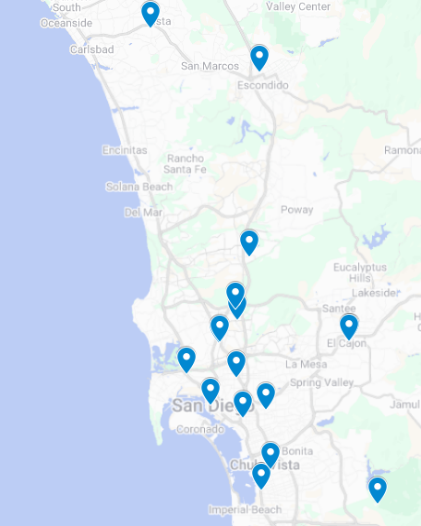 South
Oceanside
Vista
Valley Center
Carlsbad
San Marcos
Escondido
Encinitas
Rancho
Santa Fe
Ramona
Solana Beach
Del Mar
Poway
Eucalyptus
Hills
Lakeside
Santee
El Cajon
La Mesa
Spring Valley
San Diego
Jamul
Coronado
Bonita
Chula Vista
Imperial Beach